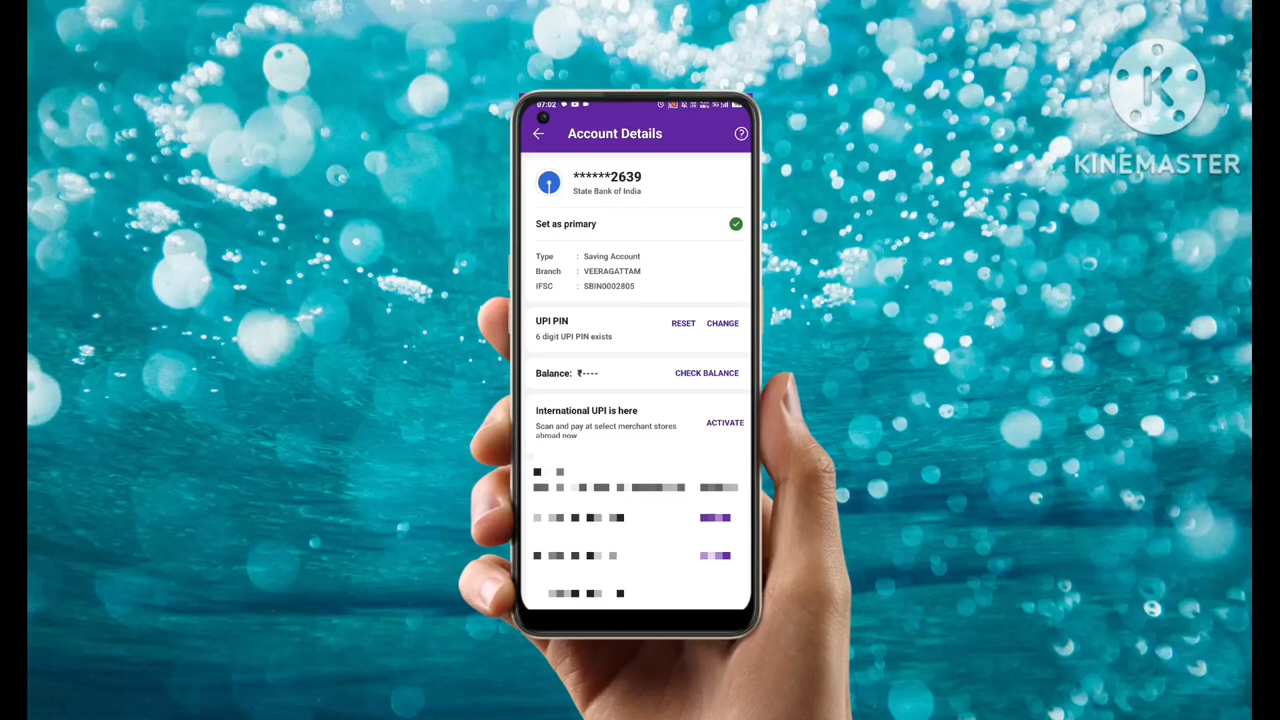 07:02
Account Details
******2639
State Bank of India
Set as primary
Type : Saving Account
Branch : VEERAGATTAM
IFSC : SBIN0002805
UPI PIN
RESET CHANGE
6 digit UPI PIN exists
Balance: ₹----
CHECK BALANCE
International UPI is here
Scan and pay at select merchant stores
abroad now
ACTIVATE
K
KINEMASTER